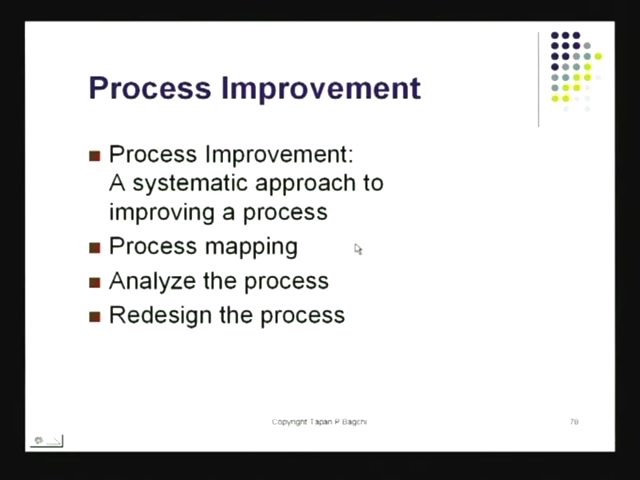 Process Improvement
Process Improvement:
A systematic approach to
improving a process
Process mapping
Analyze the process
Redesign the process
Copyright Tapan P Bagchi
78